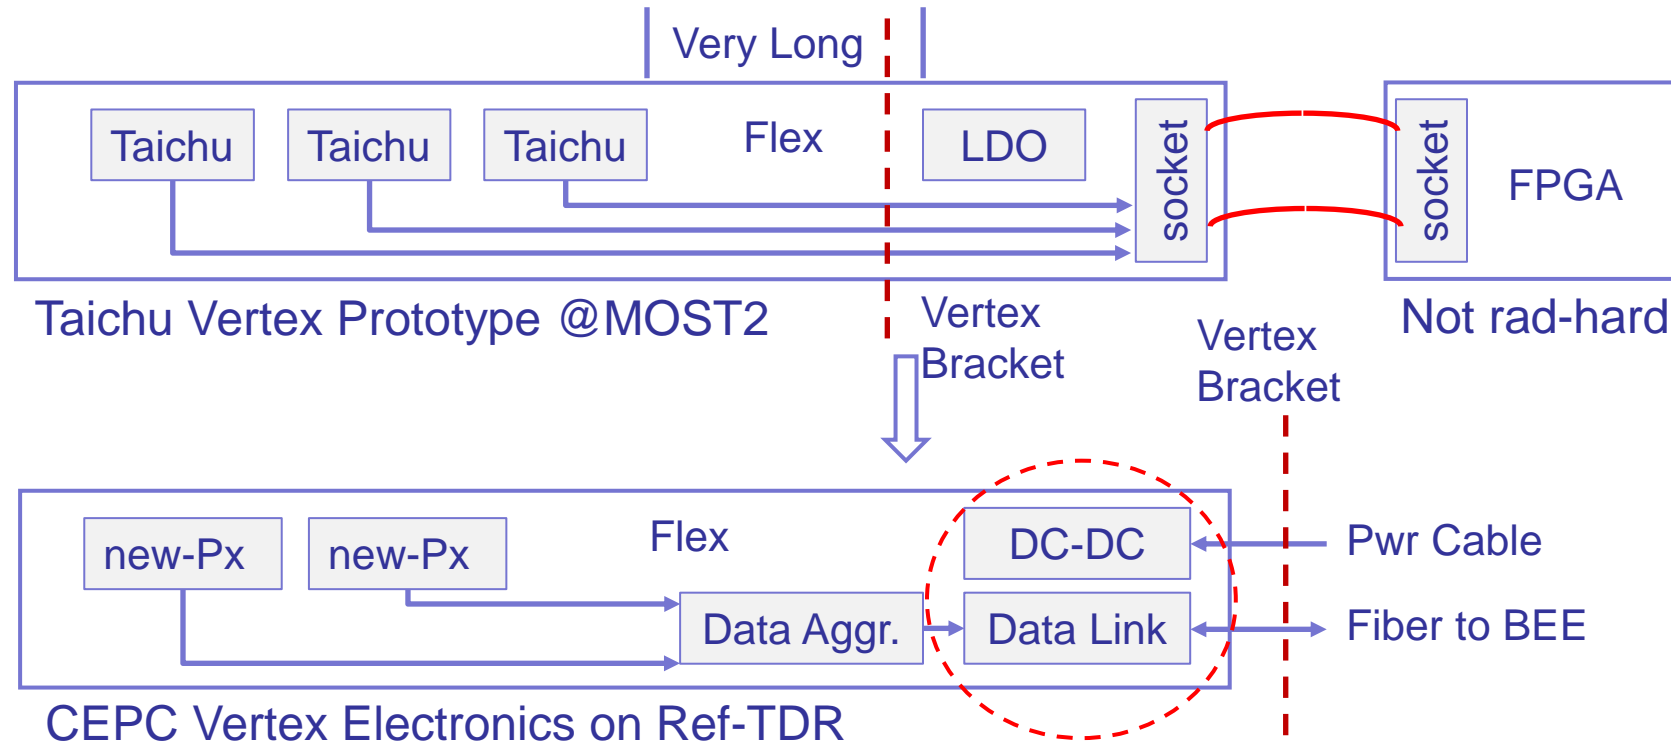 Very Long
Taichu
Taichu
Taichu
Flex
LDO
socket
socket
FPGA
Taichu Vertex Prototype @MOST2
Vertex
Bracket
Vertex
Bracket
Not rad-hard
new-Px
new-Px
Flex
DC-DC
Pwr Cable
Data Aggr.
Data Link
Fiber to BEE
CEPC Vertex Electronics on Ref-TDR